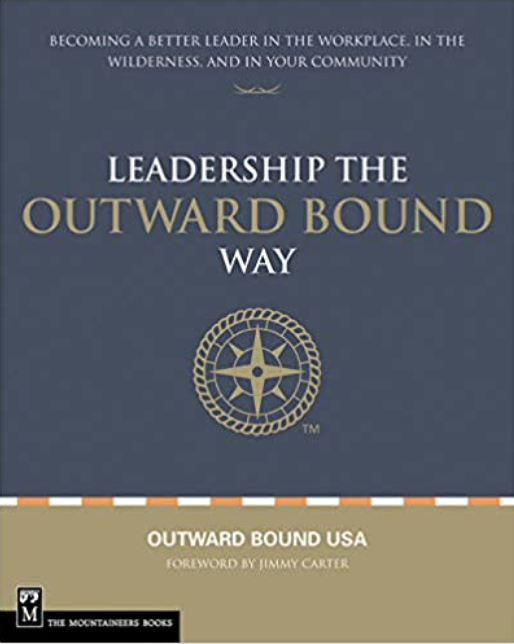 BECOMING A BETTER LEADER IN THE WORKPLACE, IN THE
WILDERNESS, AND IN YOUR COMMUNITY
LEADERSHIP THE
OUTWARD BOUND
WAY
TM
OUTWARD BOUND USA
FOREWORD BY JIMMY CARTER
M
THE MOUNTAINEERS BOOKS